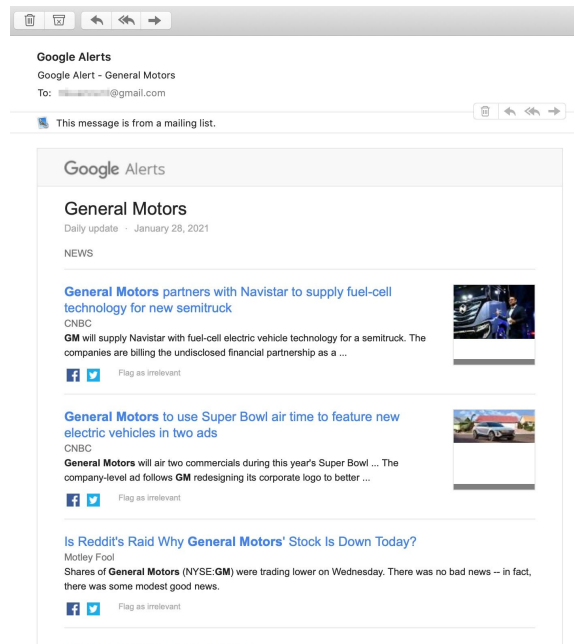 Google Alerts
Google Alert - General Motors
To: @gmail.com
This message is from a mailing list.
Google Alerts
General Motors
Daily update · January 28, 2021
NEWS
General Motors partners with Navistar to supply fuel-cell
technology for new semitruck
CNBC
GM will supply Navistar with fuel-cell electric vehicle technology for a semitruck. The
companies are billing the undisclosed financial partnership as a ...
Flag as irrelevant
General Motors to use Super Bowl air time to feature new
electric vehicles in two ads
CNBC
General Motors will air two commercials during this year's Super Bowl ... The
company-level ad follows GM redesigning its corporate logo to better ...
Flag as irrelevant
Is Reddit's Raid Why General Motors' Stock Is Down Today?
Motley Fool
Shares of General Motors (NYSE:GM) were trading lower on Wednesday. There was no bad news -- in fact,
there was some modest good news.
Flag as irrelevant